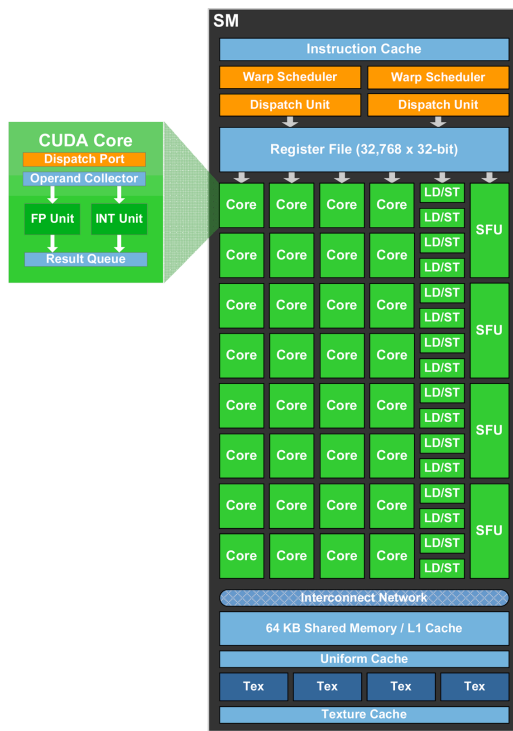 SM
Instruction Cache
Warp Scheduler Warp Scheduler
Dispatch Unit Dispatch Unit
Register File (32,768 x 32-bit)
CUDA Core
Dispatch Port
Operand Collector
FP Unit INT Unit
Result Queue
Core Core Core Core LD/ST LD/ST SFU
Core Core Core Core LD/ST LD/ST
Core Core Core Core LD/ST LD/ST SFU
Core Core Core Core LD/ST LD/ST
Core Core Core Core LD/ST LD/ST SFU
Core Core Core Core LD/ST LD/ST
Core Core Core Core LD/ST LD/ST SFU
Core Core Core Core LD/ST LD/ST
Interconnect Network
64 KB Shared Memory / L1 Cache
Uniform Cache
Tex Tex Tex Tex
Texture Cache